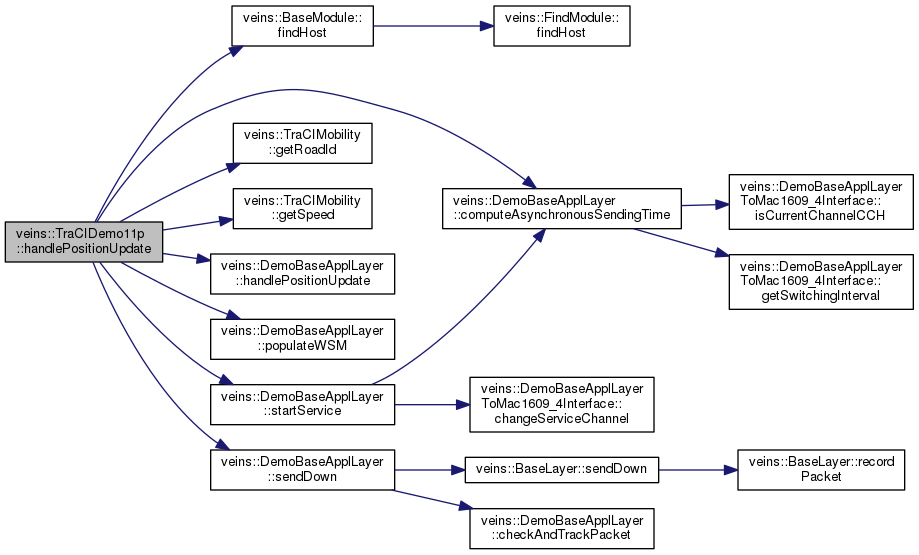 veins::BaseModule::
findHost
veins::FindModule::
findHost
veins::TraCIMobility
::getRoadId
veins::DemoBaseApplLayer
ToMac1609_4Interface::
isCurrentChannelCCH
veins::TraCIMobility
::getSpeed
veins::DemoBaseApplLayer
::computeAsynchronousSendingTime
veins::TraCIDemo11p
::handlePositionUpdate
veins::DemoBaseApplLayer
::handlePositionUpdate
veins::DemoBaseApplLayer
ToMac1609_4Interface::
getSwitchingInterval
veins::DemoBaseApplLayer
::populateWSM
veins::DemoBaseApplLayer
::startService
veins::DemoBaseApplLayer
ToMac1609_4Interface::
changeServiceChannel
veins::DemoBaseApplLayer
::sendDown
veins::BaseLayer::sendDown
veins::BaseLayer::record
Packet
veins::DemoBaseApplLayer
::checkAndTrackPacket